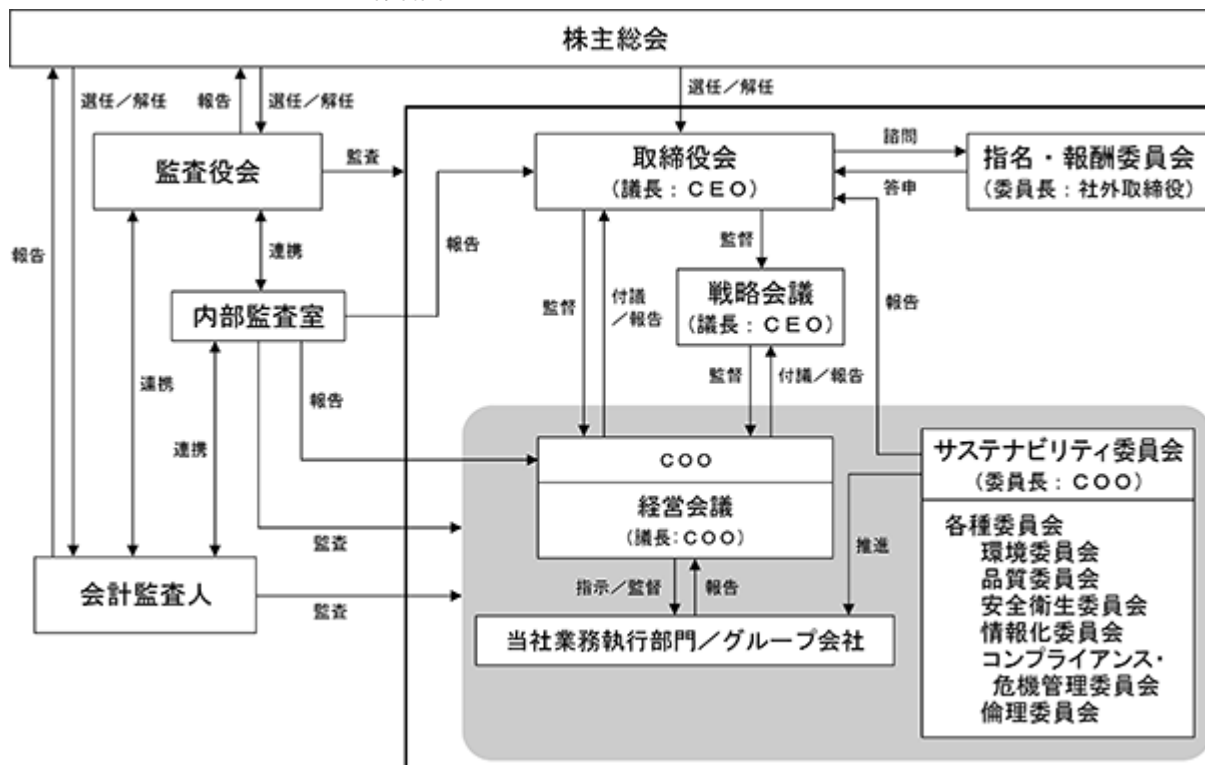 株主総会
選任／解任
報告
選任／解任
選任／解任
監査役会
監査
取締役会
（議長：ＣＥＯ）
諮問
答申
指名・報酬委員会
（委員長：社外取締役）
報告
連携
報告
監督
監督
付議
／報告
戦略会議
（議長：ＣＥＯ）
報告
内部監査室
監督
付議／報告
連携
連携
報告
ＣＯＯ
経営会議
（議長：ＣＯＯ）
サステナビリティ委員会
（委員長：ＣＯＯ）
各種委員会
環境委員会
品質委員会
安全衛生委員会
情報化委員会
コンプライアンス・
危機管理委員会
倫理委員会
監査
推進
会計監査人
監査
指示／監督
報告
当社業務執行部門／グループ会社